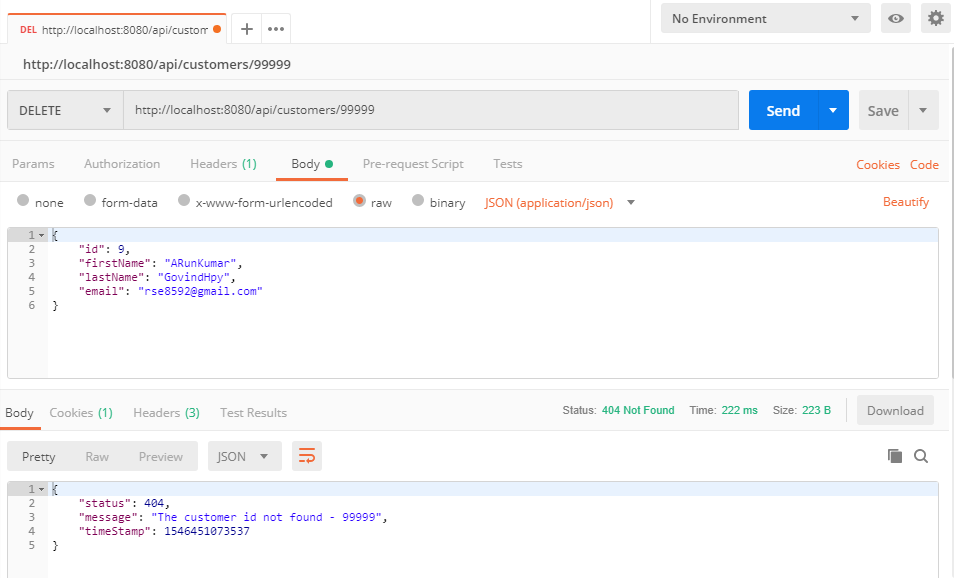 DEL http://localhost:8080/api/custom
No Environment
http://localhost:8080/api/customers/99999
DELETE http://localhost:8080/api/customers/99999 Send Save
Params Authorization Headers (1) Body Pre-request Script Tests Cookies Code
none form-data x-www-form-urlencoded raw binary JSON (application/json) Beautify
1 {
2 "id": 9,
3 "firstName": "ARunKumar",
4 "lastName": "GovindHpy",
5 "email": "rse8592@gmail.com"
6 }
Body Cookies (1) Headers (3) Test Results Status: 404 Not Found Time: 222 ms Size: 223 B Download
Pretty Raw Preview JSON
1 {
2 "status": 404,
3 "message": "The customer id not found - 99999",
4 "timeStamp": 1546451073537
5 }